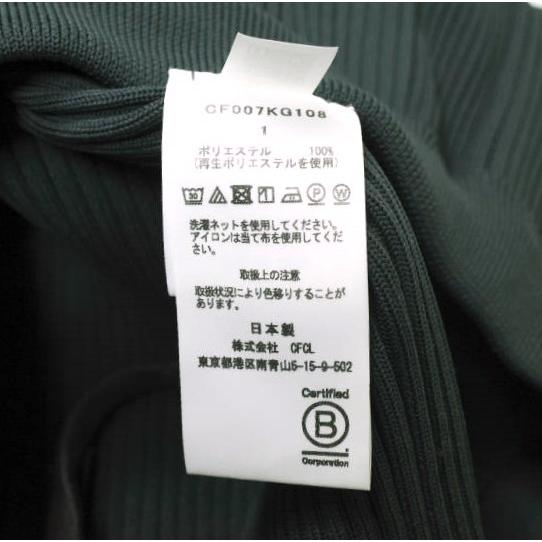 CF007KG108
1
ポリエステル 100%
(再生ポリエステルを使用)
30 P W
洗濯ネットを使用してください。
アイロンは当て布を使用してくだ
さい。
取扱上の注意
取扱状況により色移りすることが
あります。
日本製
株式会社 CFCL
東京都港区南青山5-15-9-502
Certified
B
Corporation